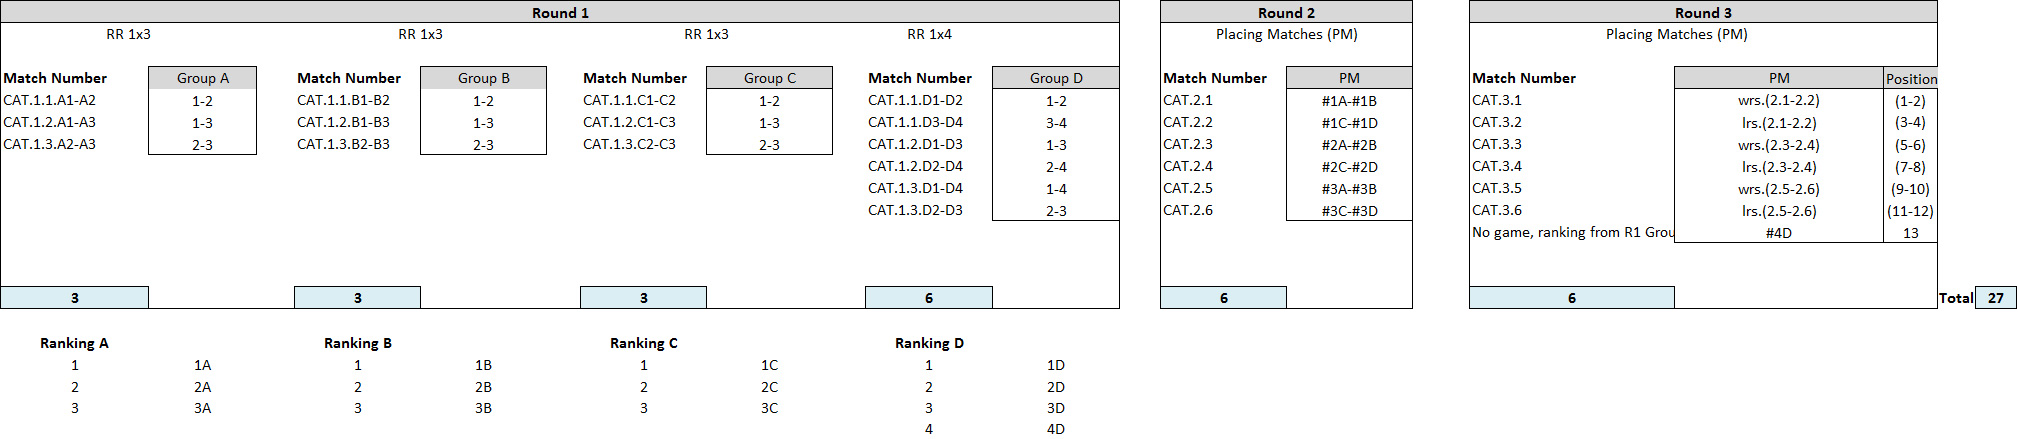 Round 1 Round 2 Round 3
RR 1x3 RR 1x3 RR 1x3 RR 1x4 Placing Matches (PM) Placing Matches (PM)
Match Number Group A Match Number Group B Match Number Group C Match Number Group D Match Number PM Match Number PM Position
CAT.1.1.A1-A2 1-2 CAT.1.1.B1-B2 1-2 CAT.1.1.C1-C2 1-2 CAT.1.1.D1-D2 1-2 CAT.2.1 #1A-#1B CAT.3.1 wrs.(2.1-2.2) (1-2)
CAT.1.2.A1-A3 1-3 CAT.1.2.B1-B3 1-3 CAT.1.2.C1-C3 1-3 CAT.1.1.D3-D4 3-4 CAT.2.2 #1C-#1D CAT.3.2 lrs.(2.1-2.2) (3-4)
CAT.1.3.A2-A3 2-3 CAT.1.3.B2-B3 2-3 CAT.1.3.C2-C3 2-3 CAT.1.2.D1-D3 1-3 CAT.2.3 #2A-#2B CAT.3.3 wrs.(2.3-2.4) (5-6)
CAT.1.2.D2-D4 2-4 CAT.2.4 #2C-#2D CAT.3.4 lrs.(2.3-2.4) (7-8)
CAT.1.3.D1-D4 1-4 CAT.2.5 #3A-#3B CAT.3.5 wrs.(2.5-2.6) (9-10)
CAT.1.3.D2-D3 2-3 CAT.2.6 #3C-#3D CAT.3.6 lrs.(2.5-2.6) (11-12)
No game, ranking from R1 Grou #4D 13
3 3 3 6 6 6 Total 27
Ranking A Ranking B Ranking C Ranking D
1 1A 1 1B 1 1C 1 1D
2 2A 2 2B 2 2C 2 2D
3 3A 3 3B 3 3C 3 3D
4 4D